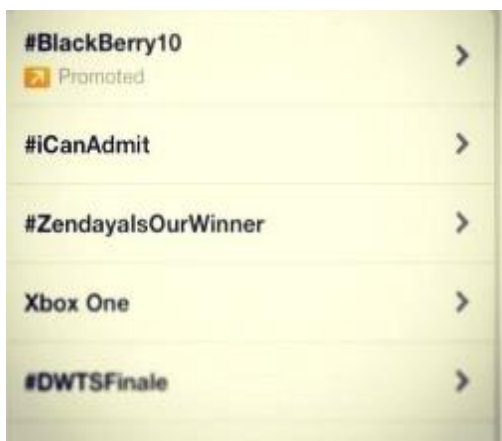 #BlackBerry10
Promoted
#iCanAdmit
#ZendayaIsOurWinner
Xbox One
#DWTSFinale